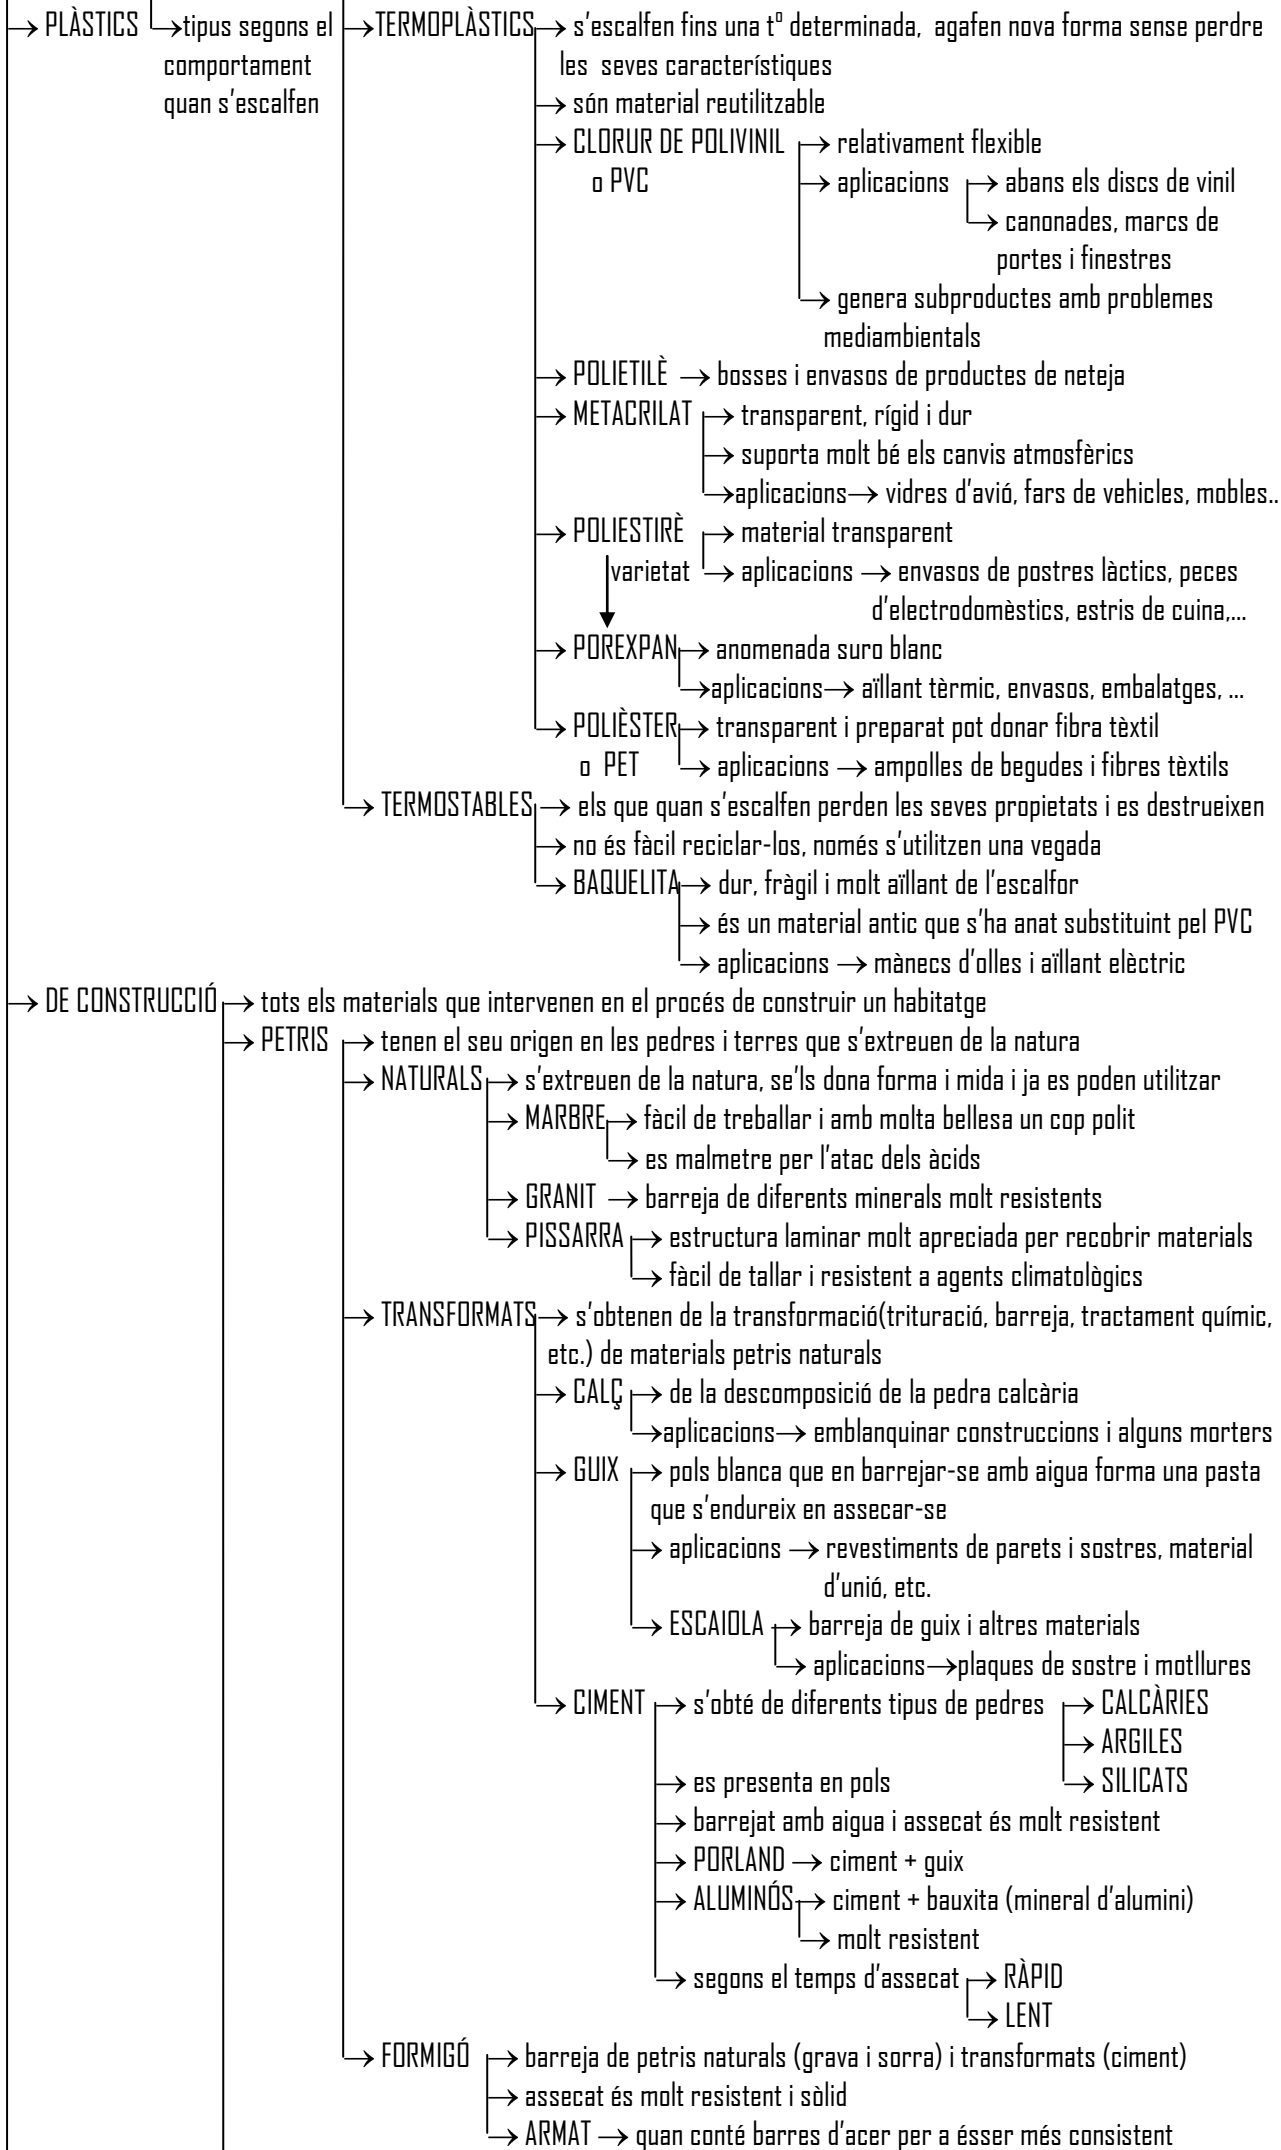 → PLÀSTICS →tipus segons el →TERMOPLÀSTICS → s'escalfen fins una tº determinada, agafen nova forma sense perdre
comportament les seves característiques
quan s'escalfen → són material reutilitzable
→ CLORUR DE POLIVINIL → relativament flexible
o PVC → aplicacions → abans els discs de vinil
→ canonades, marcs de
portes i finestres
→ genera subproductes amb problemes
mediambientals
→ POLIETILÈ → bosses i envasos de productes de neteja
→ METACRILAT → transparent, rígid i dur
→ suporta molt bé els canvis atmosfèrics
→aplicacions→ vidres d'avió, fars de vehicles, mobles..
→ POLIESTIRÈ → material transparent
varietat → aplicacions → envasos de postres làctics, peces
d'electrodomèstics, estris de cuina,...
→ POREXPAN → anomenada suro blanc
→aplicacions→ aïllant tèrmic, envasos, embalatges, ...
→ POLIÈSTER → transparent i preparat pot donar fibra tèxtil
o PET → aplicacions → ampolles de begudes i fibres tèxtils
→ TERMOSTABLES → els que quan s'escalfen perden les seves propietats i es destrueixen
→ no és fàcil reciclar-los, només s'utilitzen una vegada
→ BAQUELITA → dur, fràgil i molt aïllant de l'escalfor
→ és un material antic que s'ha anat substituint pel PVC
→ aplicacions → mànecs d'olles i aïllant elèctric
→ DE CONSTRUCCIÓ → tots els materials que intervenen en el procés de construir un habitatge
→ PETRIS → tenen el seu origen en les pedres i terres que s'extreuen de la natura
→ NATURALS → s'extreuen de la natura, se'ls dona forma i mida i ja es poden utilitzar
→ MARBRE → fàcil de treballar i amb molta bellesa un cop polit
→ es malmetre per l'atac dels àcids
→ GRANIT → barreja de diferents minerals molt resistents
→ PISSARRA → estructura laminar molt apreciada per recobrir materials
→ fàcil de tallar i resistent a agents climatològics
→ TRANSFORMATS → s'obtenen de la transformació(trituració, barreja, tractament químic,
etc.) de materials petris naturals
→ CALÇ → de la descomposició de la pedra calcària
→aplicacions→ emblanquinar construccions i alguns morters
→ GUIX → pols blanca que en barrejar-se amb aigua forma una pasta
que s'endureix en assecar-se
→ aplicacions → revestiments de parets i sostres, material
d'unió, etc.
→ ESCAIOLA → barreja de guix i altres materials
→ aplicacions→plaques de sostre i motllures
→ CIMENT → s'obté de diferents tipus de pedres → CALCÀRIES
→ ARGILES
→ es presenta en pols → SILICATS
→ barrejat amb aigua i assecat és molt resistent
→ PORLAND → ciment + guix
→ ALUMINÓS → ciment + bauxita (mineral d'alumini)
→ molt resistent
→ segons el temps d'assecat → RÀPID
→ LENT
→ FORMIGÓ → barreja de petris naturals (grava i sorra) i transformats (ciment)
→ assecat és molt resistent i sòlid
→ ARMAT → quan conté barres d'acer per a ésser més consistent